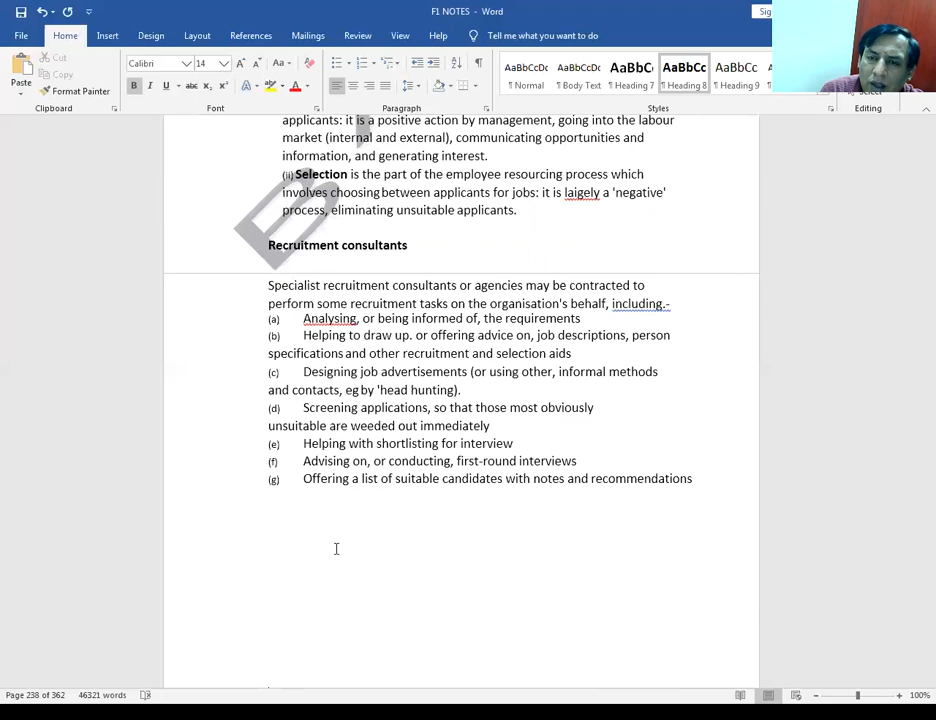 F1 NOTES - Word
Sig
File Home Insert Design Layout References Mailings Review View Help Tell me what you want to do
Paste
Cut
Copy
Format Painter
Clipboard
Calibri 14
Font
Paragraph
AaBbCcDc AaBbCcDc AaBbC AaBbCc AaBbCc
¶ Normal ¶ Body Text ¶ Heading 7 ¶ Heading 8 ¶ Heading 9
Styles
Select
Editing
applicants: it is a positive action by management, going into the labour
market (internal and external), communicating opportunities and
information, and generating interest.
(ii) Selection is the part of the employee resourcing process which
involves choosing between applicants for jobs: it is laigely a 'negative'
process, eliminating unsuitable applicants.
Recruitment consultants
Specialist recruitment consultants or agencies may be contracted to
perform some recruitment tasks on the organisation's behalf, including.-
(a) Analysing, or being informed of, the requirements
(b) Helping to draw up. or offering advice on, job descriptions, person
specifications and other recruitment and selection aids
(c) Designing job advertisements (or using other, informal methods
and contacts, eg by 'head hunting).
(d) Screening applications, so that those most obviously
unsuitable are weeded out immediately
(e) Helping with shortlisting for interview
(f) Advising on, or conducting, first-round interviews
(g) Offering a list of suitable candidates with notes and recommendations
Page 238 of 362 46321 words
100%